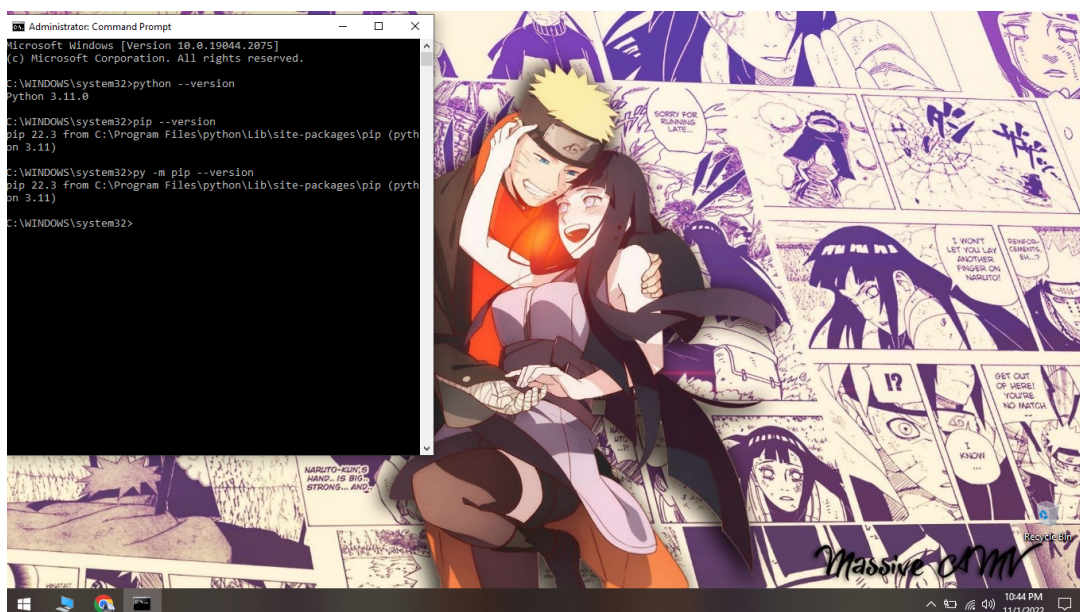 Administrator: Command Prompt
Microsoft Windows [Version 10.0.19044.2075]
(c) Microsoft Corporation. All rights reserved.
C:\WINDOWS\system32>python --version
Python 3.11.0
C:\WINDOWS\system32>pip --version
pip 22.3 from C:\Program Files\python\Lib\site-packages\pip (pyth
on 3.11)
C:\WINDOWS\system32>py -m pip --version
pip 22.3 from C:\Program Files\python\Lib\site-packages\pip (pyth
on 3.11)
C:\WINDOWS\system32>
SORRY FOR
RUNNING
LATE...
I WON'T
LET YOU LAY
ANOTHER
FINGER ON
NARUTO!
REINFOR-
CEMENTS,
EH...?
!?
GET OUT
OF HERE!
YOU'RE
NO MATCH
...
I
KNOW
...
NARUTO-KUN'S
HAND.. IS BIG..
STRONG... AND..
Recycle Bin
Massive CAMV
10:44 PM